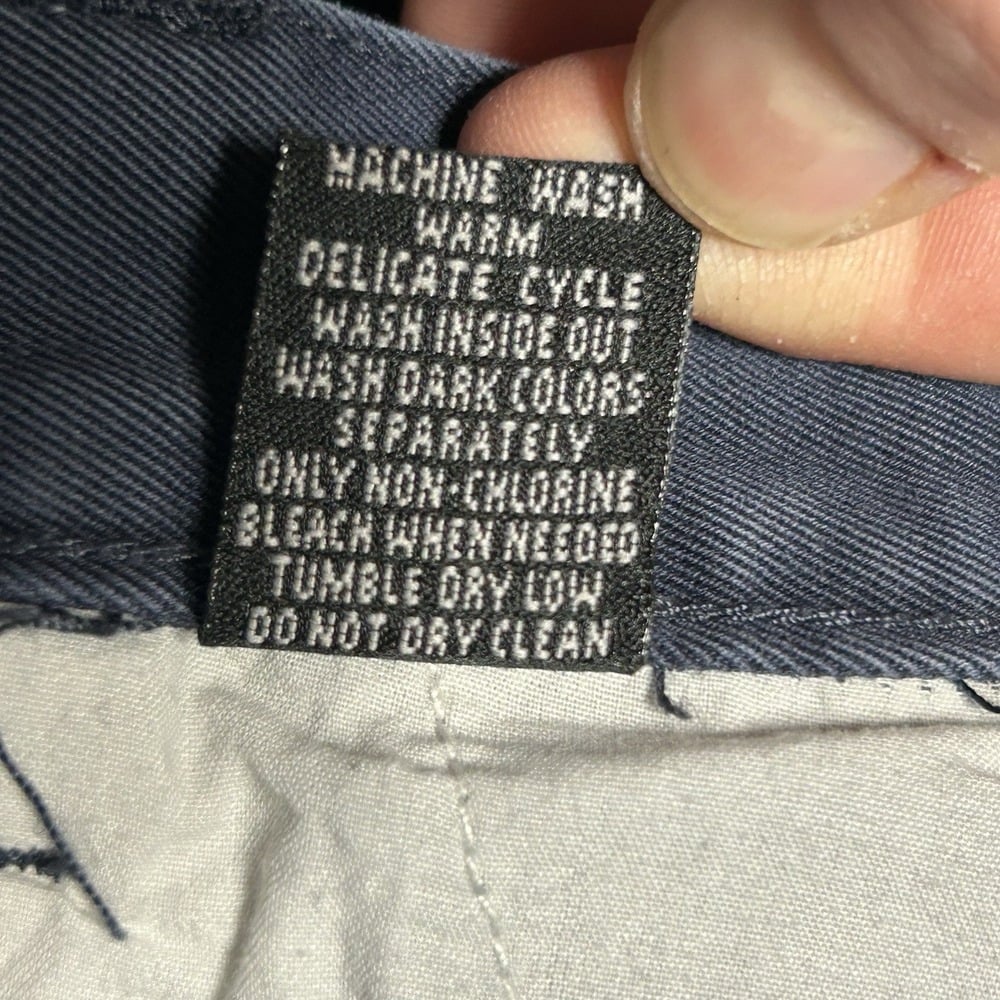 MACHINE WASH
WARM
DELICATE CYCLE
WASH INSIDE OUT
WASH DARK COLORS
SEPARATELY
ONLY NON-CHLORINE
BLEACH WHEN NEEDED
TUMBLE DRY LOW
DO NOT DRY CLEAN